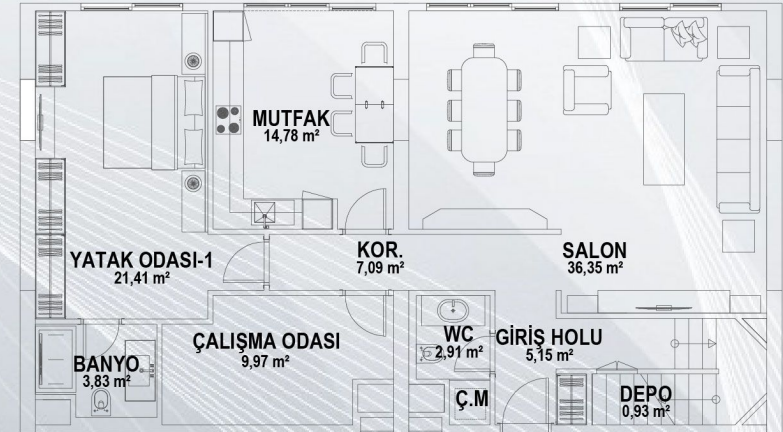 MUTFAK
14,78 m²
YATAK ODASI-1
21,41 m²
KOR.
7,09 m²
SALON
36,35 m²
BANYO
3,83 m²
ÇALIŞMA ODASI
9,97 m²
WC
2,91 m²
GİRİŞ HOLU
5,15 m²
Ç.M
DEPO
0,93 m²